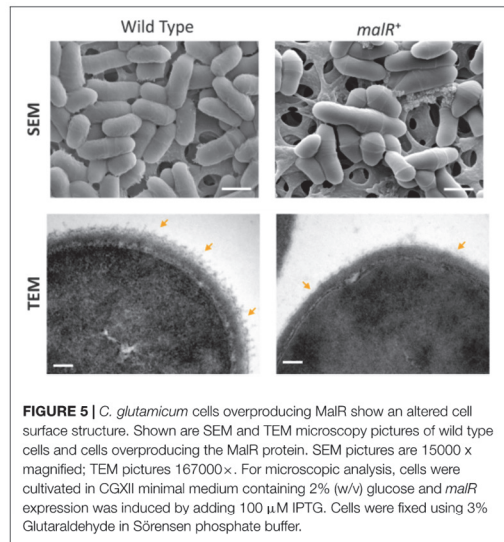 Wild Type
malR⁺
SEM
TEM
FIGURE 5 | C. glutamicum cells overproducing MalR show an altered cell
surface structure. Shown are SEM and TEM microscopy pictures of wild type
cells and cells overproducing the MalR protein. SEM pictures are 15000 x
magnified; TEM pictures 167000×. For microscopic analysis, cells were
cultivated in CGXII minimal medium containing 2% (w/v) glucose and malR
expression was induced by adding 100 μM IPTG. Cells were fixed using 3%
Glutaraldehyde in Sörensen phosphate buffer.